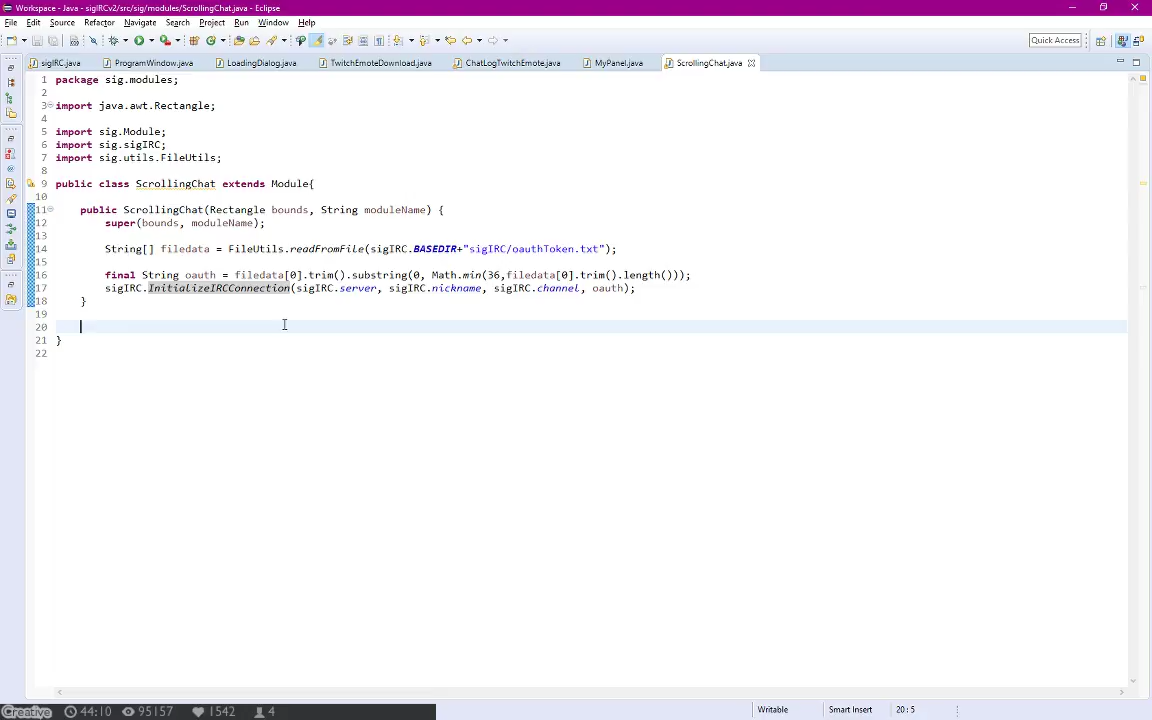 Workspace - Java - sigIRCv2/src/sig/modules/ScrollingChat.java - Eclipse
File Edit Source Refactor Navigate Search Project Run Window Help
Quick Access
sigIRC.java ProgramWindow.java LoadingDialog.java TwitchEmoteDownload.java ChatLogTwitchEmote.java MyPanel.java ScrollingChat.java
1 package sig.modules;
2
3 import java.awt.Rectangle;
4
5 import sig.Module;
6 import sig.sigIRC;
7 import sig.utils.FileUtils;
8
9 public class ScrollingChat extends Module{
10
11 public ScrollingChat(Rectangle bounds, String moduleName) {
12 super(bounds, moduleName);
13
14 String[] filedata = FileUtils.readFromFile(sigIRC.BASEDIR+"sigIRC/oauthToken.txt");
15
16 final String oauth = filedata[0].trim().substring(0, Math.min(36,filedata[0].trim().length()));
17 sigIRC.InitializeIRCConnection(sigIRC.server, sigIRC.nickname, sigIRC.channel, oauth);
18 }
19
20
21 }
22
Creative 44:10 95157 1542 4
Writable Smart Insert 20 : 5